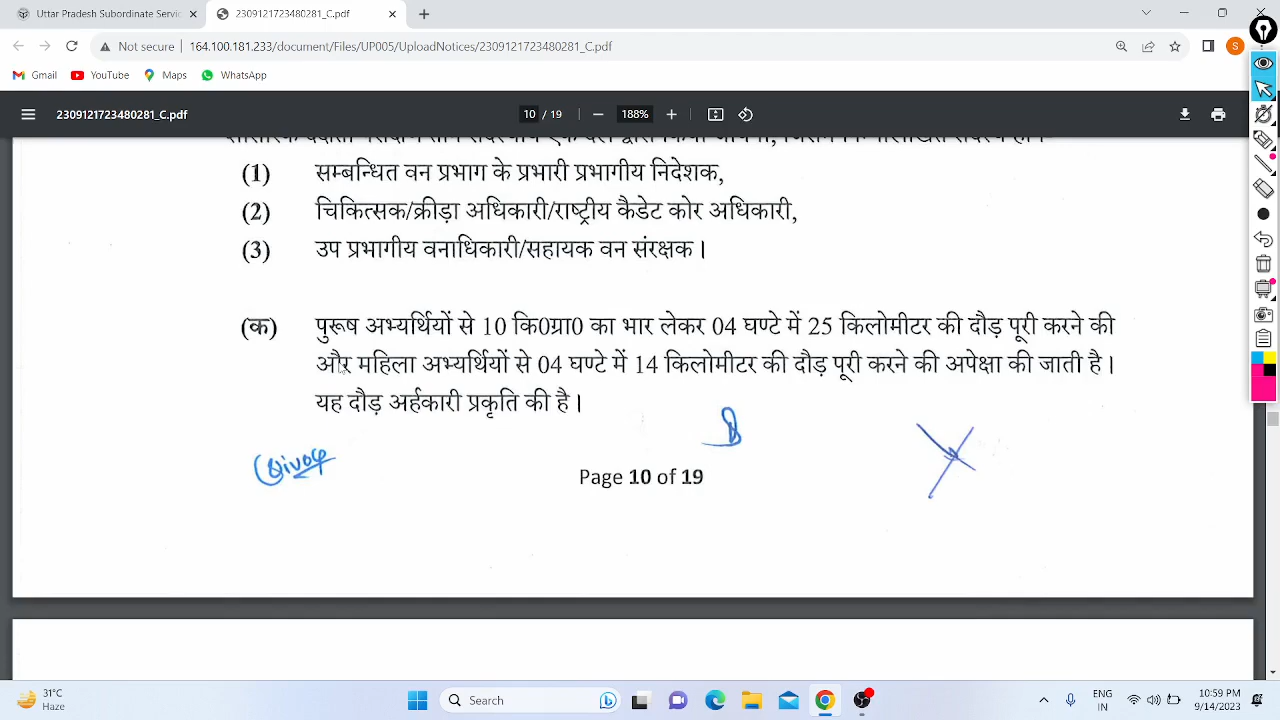 Uttar Pradesh Subordinate Servic
2309121723480281_C.pdf
Not secure
164.100.181.233/document/Files/UP005/UploadNotices/2309121723480281_C.pdf
Gmail
YouTube
Maps
WhatsApp
2309121723480281_C.pdf
10 / 19
188%
(1) सम्बन्धित वन प्रभाग के प्रभारी प्रभागीय निदेशक,
(2) चिकित्सक/क्रीड़ा अधिकारी/राष्ट्रीय कैडेट कोर अधिकारी,
(3) उप प्रभागीय वनाधिकारी/सहायक वन संरक्षक।
(क) पुरूष अभ्यर्थियों से 10 कि0ग्रा0 का भार लेकर 04 घण्टे में 25 किलोमीटर की दौड़ पूरी करने की
और महिला अभ्यर्थियों से 04 घण्टे में 14 किलोमीटर की दौड़ पूरी करने की अपेक्षा की जाती है।
यह दौड़ अर्हकारी प्रकृति की है।
Page 10 of 19
31°C
Haze
Search
ENG
IN
10:59 PM
9/14/2023
S